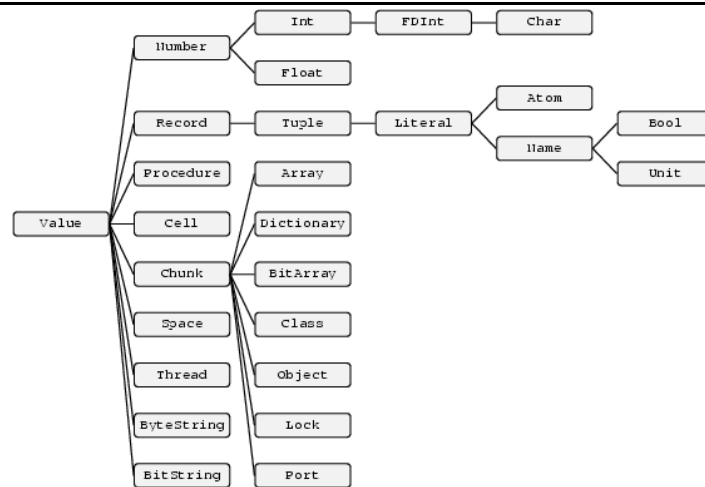 Int
FDInt
Char
Number
Float
Atom
Record
Tuple
Literal
Bool
Name
Procedure
Array
Unit
Value
Cell
Dictionary
Chunk
BitArray
Space
Class
Thread
Object
ByteString
Lock
BitString
Port